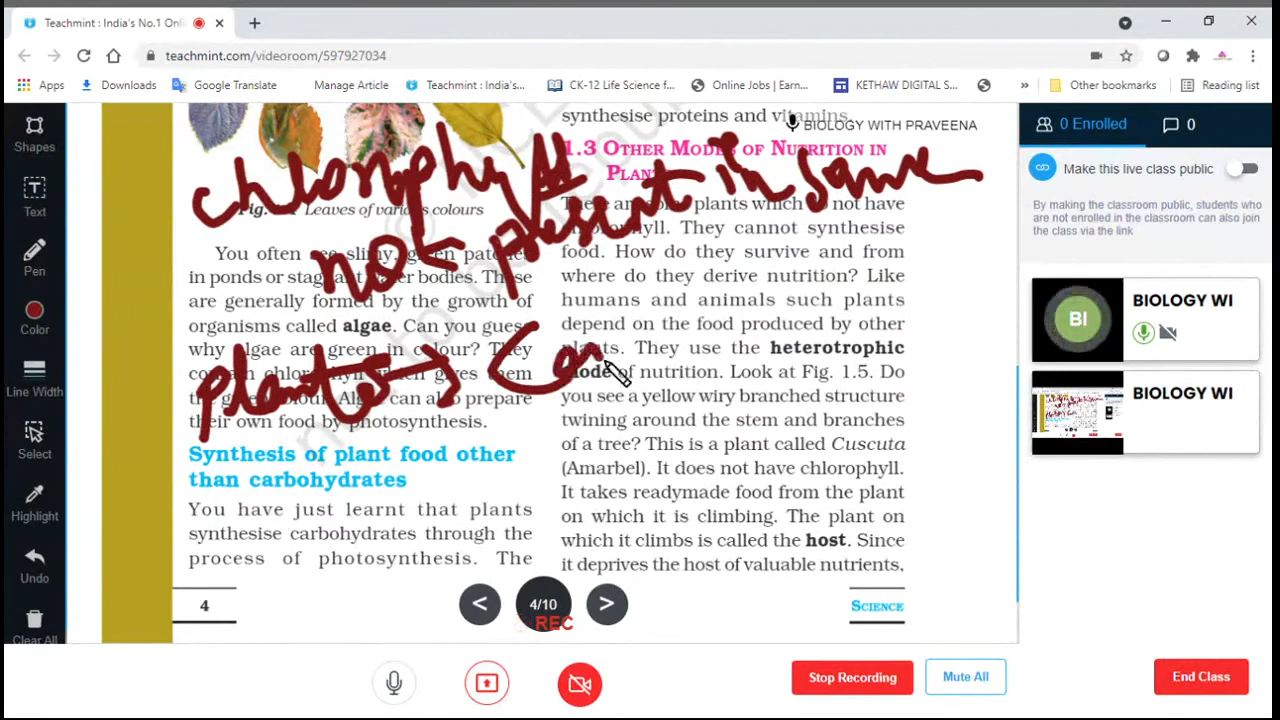 Teachmint : India's No.1 Onli
teachmint.com/videoroom/597927034
Apps
Downloads
Google Translate
Manage Article
Teachmint : India's...
CK-12 Life Science f...
Online Jobs | Earn...
KETHAW DIGITAL S...
»
Other bookmarks
Reading list
Shapes
Text
Pen
Color
Line Width
Select
Highlight
Undo
Clear All
chlorophyll
not present in some
plants → Ca
Leaves of various colours
You often see slimy, green patches
in ponds or stagnant water bodies. These
are generally formed by the growth of
organisms called algae. Can you guess
why algae are green in colour? They
contain chlorophyll which gives them
the green colour. Algae can also prepare
their own food by photosynthesis.
Synthesis of plant food other
than carbohydrates
You have just learnt that plants
synthesise carbohydrates through the
process of photosynthesis. The
4
synthesise proteins and vitamins.
BIOLOGY WITH PRAVEENA
1.3 OTHER MODES OF NUTRITION IN
PLANTS
There are some plants which do not have
chlorophyll. They cannot synthesise
food. How do they survive and from
where do they derive nutrition? Like
humans and animals such plants
depend on the food produced by other
plants. They use the heterotrophic
mode of nutrition. Look at Fig. 1.5. Do
you see a yellow wiry branched structure
twining around the stem and branches
of a tree? This is a plant called Cuscuta
(Amarbel). It does not have chlorophyll.
It takes readymade food from the plant
on which it is climbing. The plant on
which it climbs is called the host. Since
it deprives the host of valuable nutrients,
SCIENCE
<
4/10
>
REC
0 Enrolled
0
Make this live class public
By making the classroom public, students
who are not enrolled in the classroom can also join
the class via the link
BI
BIOLOGY WI
BIOLOGY WI
Stop Recording
Mute All
End Class